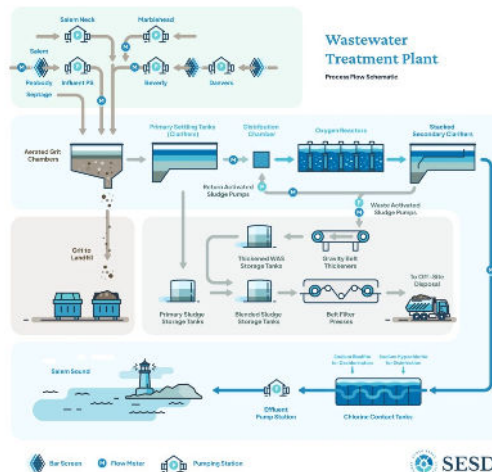 Wastewater
Treatment Plant
Process Flow Schematic
Salem Neck
Marblehead
Salem
Peabody
Influent PS
Beverly
Danvers
Septage
Aerated Grit
Chambers
Primary Settling Tanks
(Clarifiers)
Distribution
Chamber
Oxygen Reactors
Stacked
Secondary Clarifiers
Return Activated
Sludge Pumps
Waste Activated
Sludge Pumps
Grit to
Landfill
Thickened WAS
Storage Tanks
Gravity Belt
Thickeners
To Off-Site
Disposal
Primary Sludge
Storage Tanks
Blended Sludge
Storage Tanks
Belt Filter
Presses
Salem Sound
Effluent
Pump Station
Chlorine Contact Tanks
Bar Screen
M
Flow Meter
P
Pumping Station
SESD